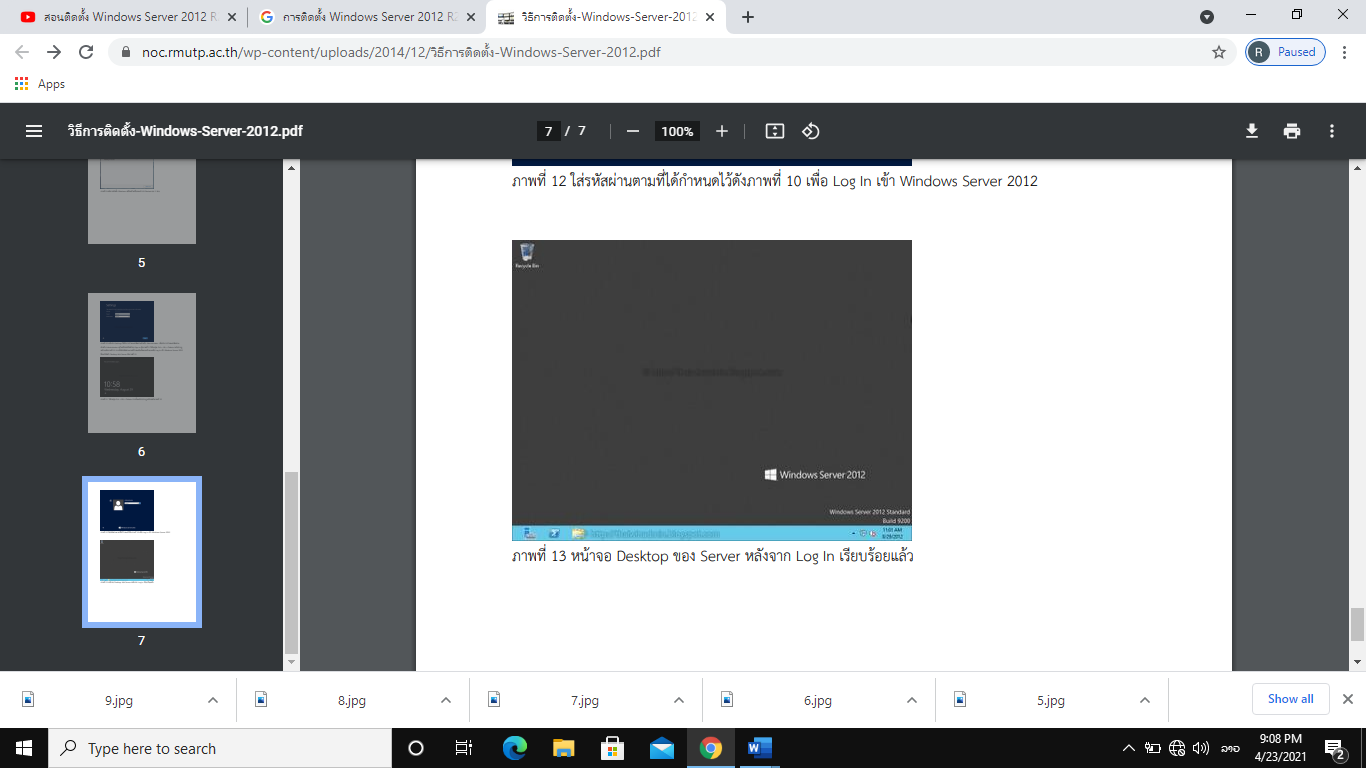 สอนติดตั้ง Windows Server 2012 R
การติดตั้ง Windows Server 2012 R2
วิธีการติดตั้ง-Windows-Server-2012
noc.rmutp.ac.th/wp-content/uploads/2014/12/วิธีการติดตั้ง-Windows-Server-2012.pdf
R Paused
Apps
วิธีการติดตั้ง-Windows-Server-2012.pdf
7 / 7
100%
5
10:58
6
7
ภาพที่ 12 ใส่รหัสผ่านตามที่ได้กำหนดไว้ดังภาพที่ 10 เพื่อ Log In เข้า Windows Server 2012
Recycle Bin
Windows Server 2012
Windows Server 2012 Standard
Build 9200
11:01 AM
8/29/2012
ภาพที่ 13 หน้าจอ Desktop ของ Server หลังจาก Log In เรียบร้อยแล้ว
9.jpg
8.jpg
7.jpg
6.jpg
5.jpg
Show all
Type here to search
ລາວ
9:08 PM
4/23/2021
2